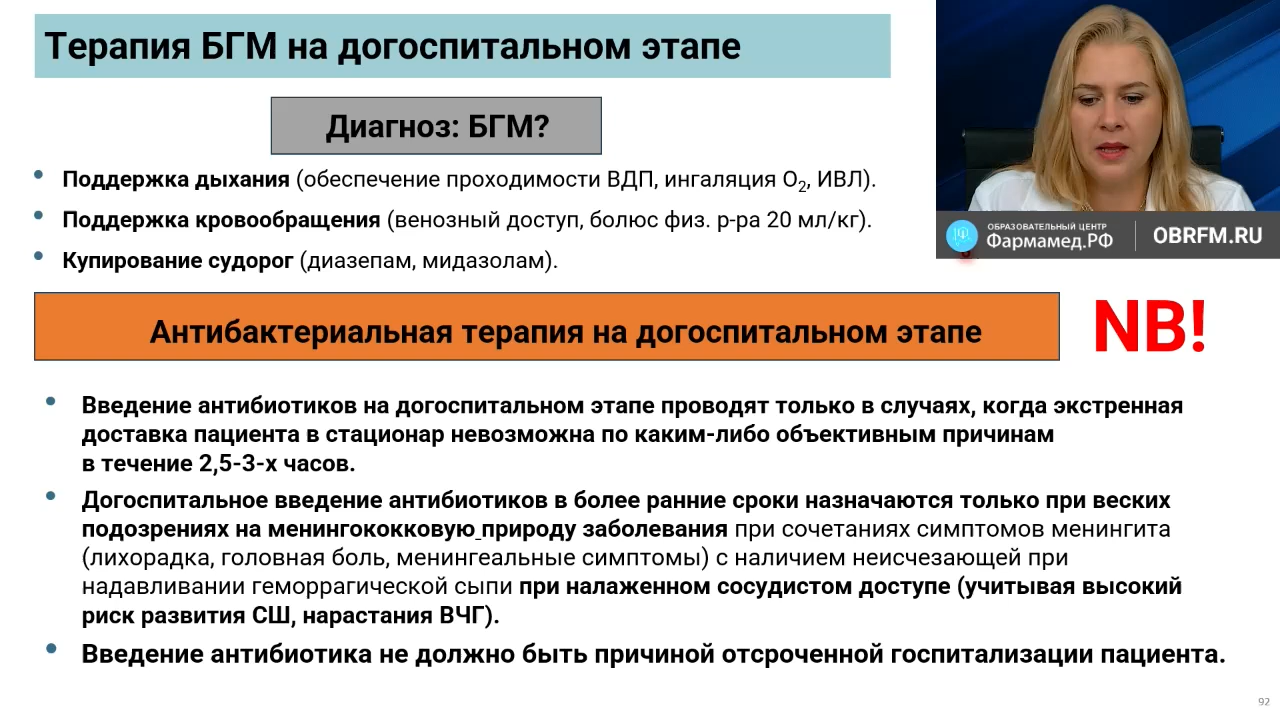 Терапия БГМ на догоспитальном этапе
Диагноз: БГМ?
• Поддержка дыхания (обеспечение проходимости ВДП, ингаляция O₂, ИВЛ).
• Поддержка кровообращения (венозный доступ, болюс физ. р-ра 20 мл/кг).
• Купирование судорог (диазепам, мидазолам).
ОБРАЗОВАТЕЛЬНЫЙ ЦЕНТР
Фармамед.РФ
OBRFM.RU
Антибактериальная терапия на догоспитальном этапе
NB!
• Введение антибиотиков на догоспитальном этапе проводят только в случаях, когда экстренная
доставка пациента в стационар невозможна по каким-либо объективным причинам
в течение 2,5-3-х часов.
• Догоспитальное введение антибиотиков в более ранние сроки назначаются только при веских
подозрениях на менингококковую природу заболевания при сочетаниях симптомов менингита
(лихорадка, головная боль, менингеальные симптомы) с наличием неисчезающей при
надавливании геморрагической сыпи при налаженном сосудистом доступе (учитывая высокий
риск развития СШ, нарастания ВЧГ).
• Введение антибиотика не должно быть причиной отсроченной госпитализации пациента.
92